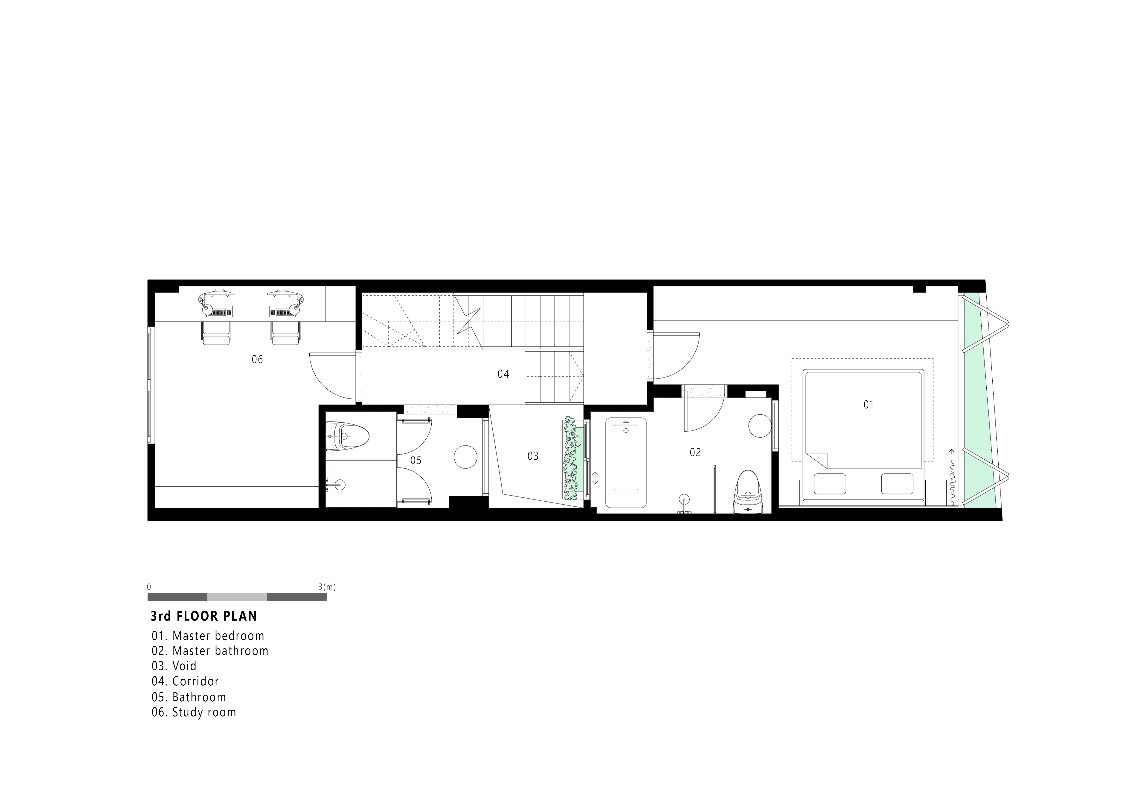 06
04
01
05
03
02
0 3(m)
3rd FLOOR PLAN
01. Master bedroom
02. Master bathroom
03. Void
04. Corridor
05. Bathroom
06. Study room